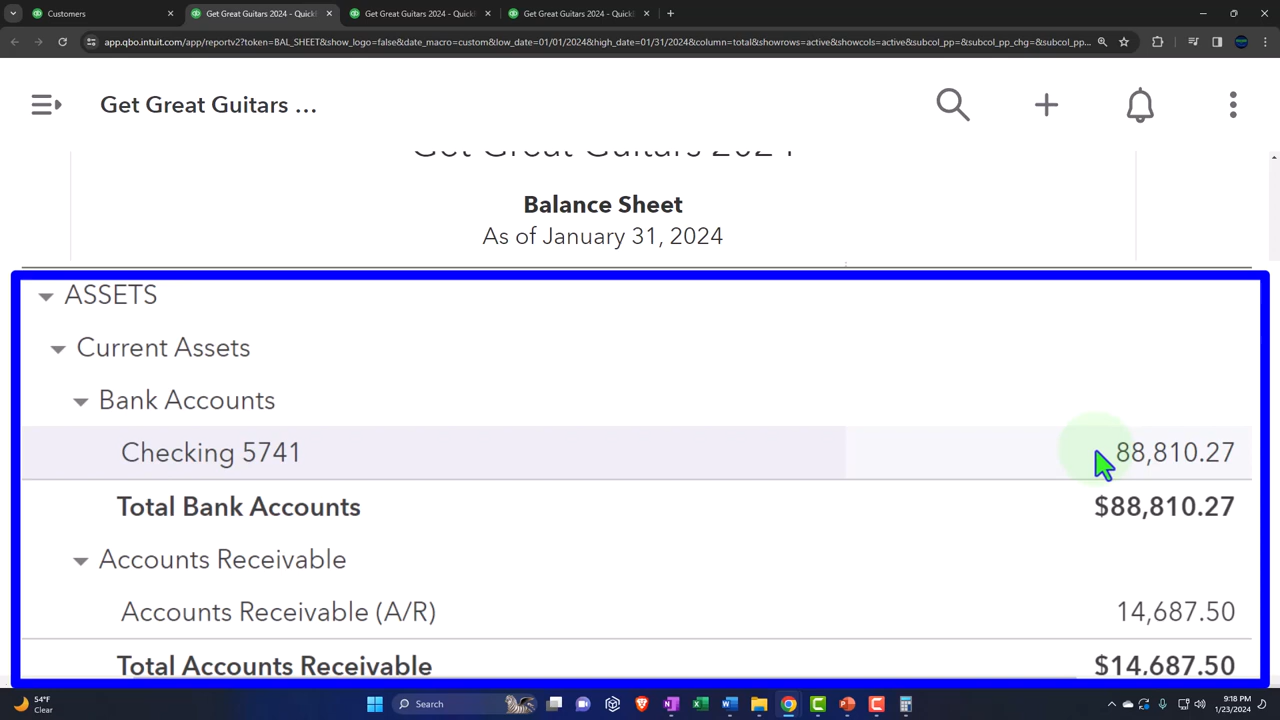 Customers
Get Great Guitars 2024 - Quick
Get Great Guitars 2024 - Quick
Get Great Guitars 2024 - Quick
app.qbo.intuit.com/app/reportv2?token=BAL_SHEET&show_logo=false&date_macro=custom&low_date=01/01/2024&high_date=01/31/2024&column=total&showrows=active&showcols=active&subcol_pp=&subcol_pp_chg=&subcol_pp...
Get Great Guitars ...
Get Great Guitars 2024
Balance Sheet
As of January 31, 2024
ASSETS
Current Assets
Bank Accounts
Checking 5741 88,810.27
Total Bank Accounts $88,810.27
Accounts Receivable
Accounts Receivable (A/R) 14,687.50
Total Accounts Receivable $14,687.50
54°F
Clear
Search
9:18 PM
1/23/2024